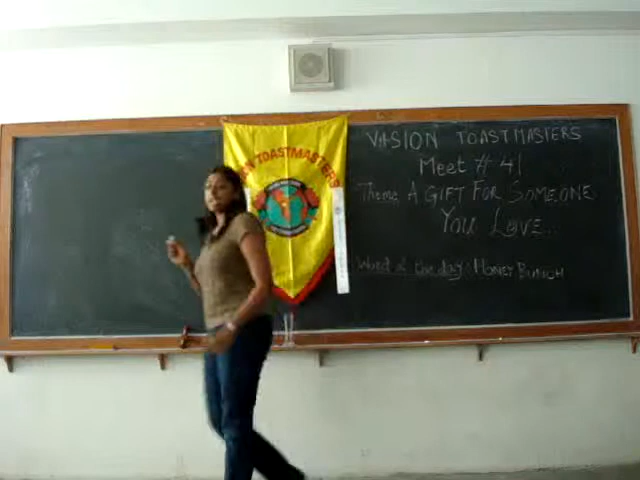 TOASTMASTERS
VISION TOASTMASTERS
Meet # 41
Theme: A GIFT FOR SOMEONE
YOU LOVE...
Word of the day: HONEY BUNCH